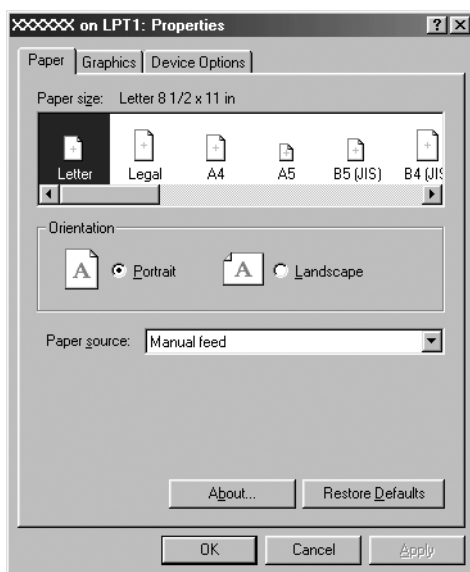 XXXXXX on LPT1: Properties ? X
Paper Graphics Device Options
Paper size: Letter 8 1/2 x 11 in
Letter Legal A4 A5 B5 (JIS) B4 (JIS
Orientation
A Portrait A Landscape
Paper source: Manual feed
About... Restore Defaults
OK Cancel Apply